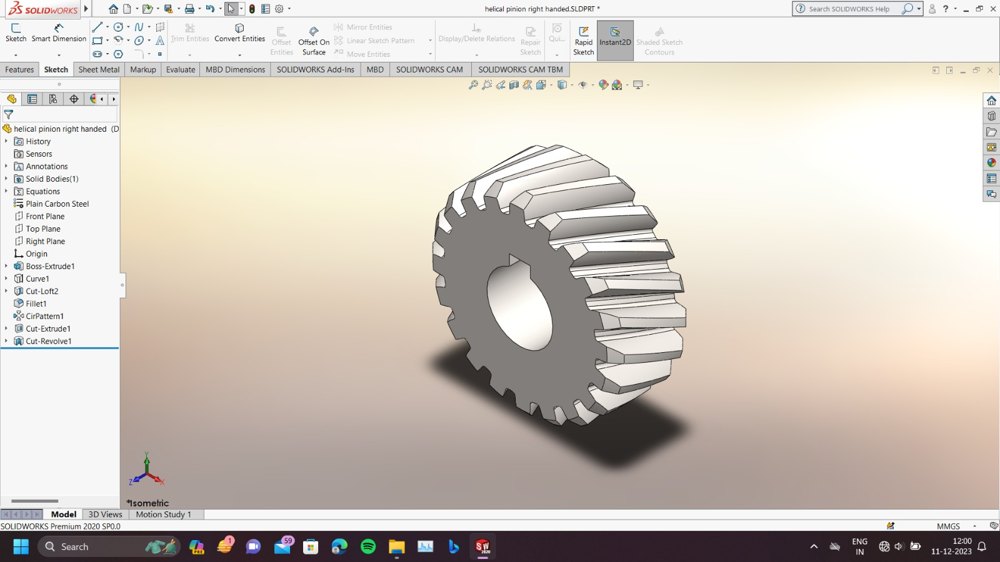 SOLIDWORKS
helical pinion right handed.SLDPRT *
Search SOLIDWORKS Help
Sketch
Smart Dimension
Trim Entities
Convert Entities
Offset Entities
Offset On Surface
Mirror Entities
Linear Sketch Pattern
Move Entities
Display/Delete Relations
Repair Sketch
Qui...
Rapid Sketch
Instant2D
Shaded Sketch Contours
Features
Sketch
Sheet Metal
Markup
Evaluate
MBD Dimensions
SOLIDWORKS Add-Ins
MBD
SOLIDWORKS CAM
SOLIDWORKS CAM TBM
helical pinion right handed (D
History
Sensors
Annotations
Solid Bodies(1)
Equations
Plain Carbon Steel
Front Plane
Top Plane
Right Plane
Origin
Boss-Extrude1
Curve1
Cut-Loft2
Fillet1
CirPattern1
Cut-Extrude1
Cut-Revolve1
Y
Z
X
*Isometric
Model
3D Views
Motion Study 1
SOLIDWORKS Premium 2020 SP0.0
MMGS
Search
PRE
1
59
SW
2020
ENG
IN
12:00
11-12-2023